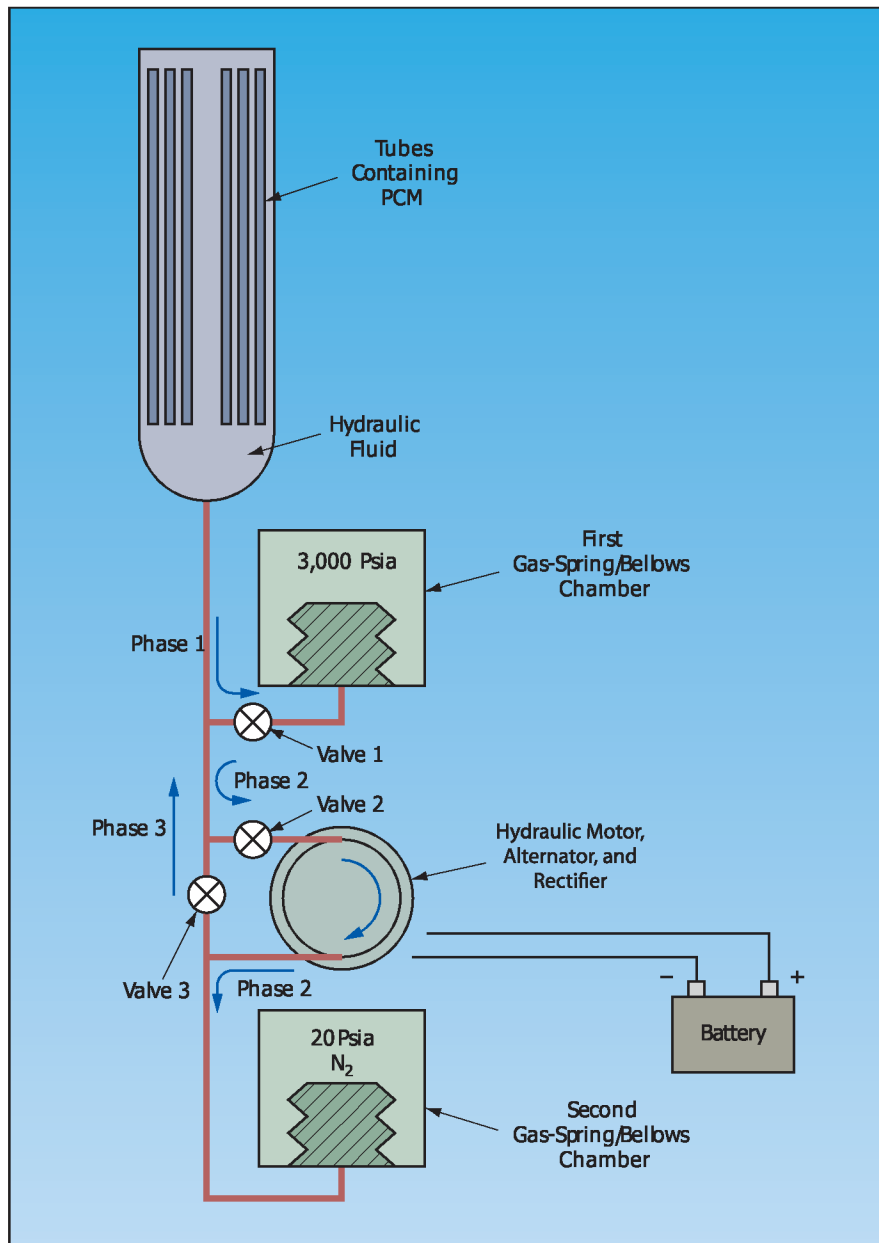 Tubes
Containing
PCM
Hydraulic
Fluid
First
Gas-Spring/Bellows
Chamber
3,000 Psia
Phase 1
Valve 1
Phase 2
Valve 2
Phase 3
Hydraulic Motor,
Alternator, and
Rectifier
Valve 3
Phase 2
– +
Battery
20 Psia
N₂
Second
Gas-Spring/Bellows
Chamber